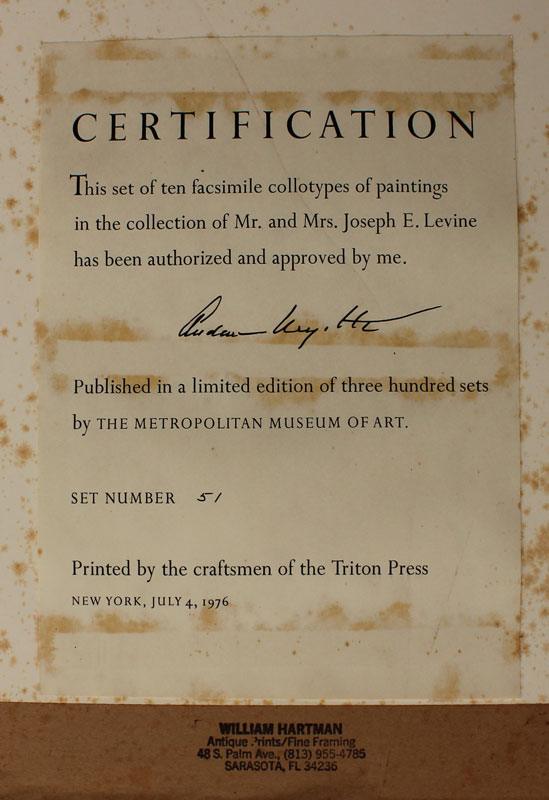 CERTIFICATION
This set of ten facsimile collotypes of paintings
in the collection of Mr. and Mrs. Joseph E. Levine
has been authorized and approved by me.
Andrew Wyeth
Published in a limited edition of three hundred sets
by THE METROPOLITAN MUSEUM OF ART.
SET NUMBER 51
Printed by the craftsmen of the Triton Press
NEW YORK, JULY 4, 1976
WILLIAM HARTMAN
Antique Prints/Fine Framing
48 S. Palm Ave., (813) 955-4785
SARASOTA, FL 34236